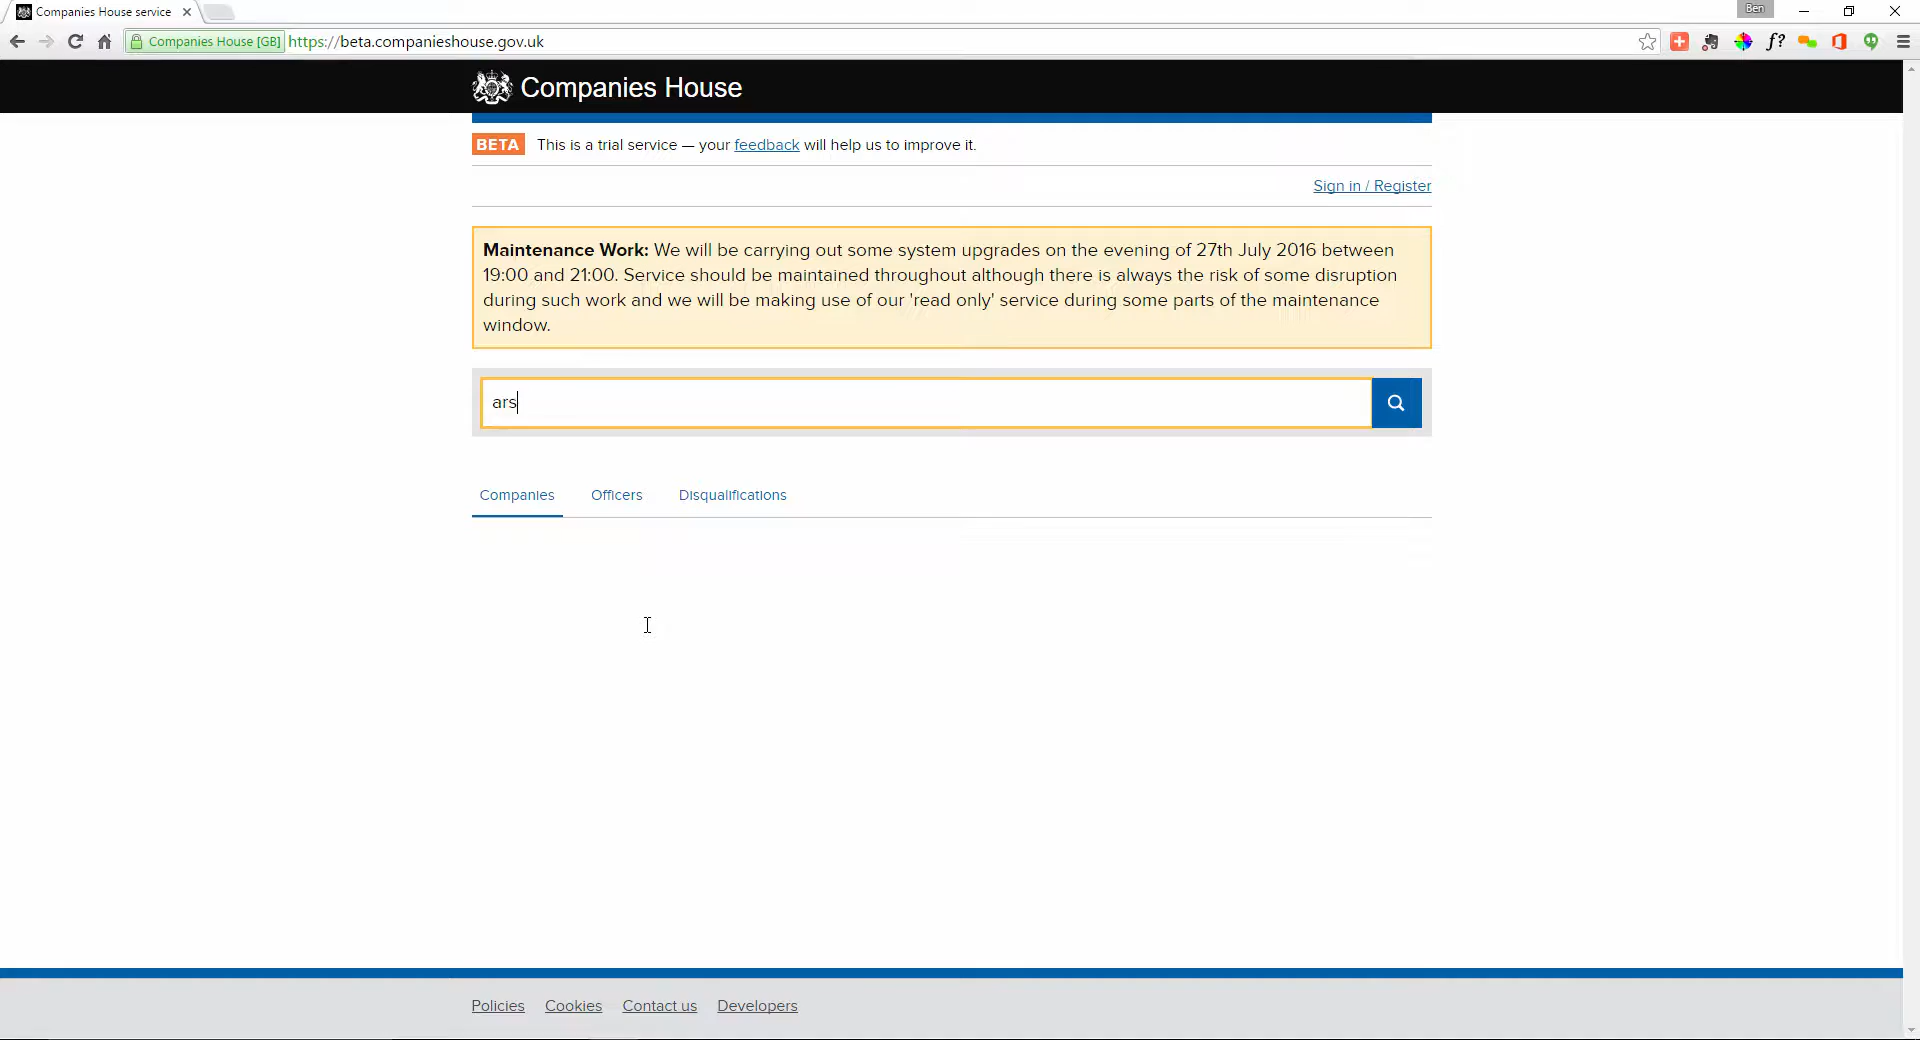 Companies House service
Ben
Companies House [GB] https://beta.companieshouse.gov.uk
f?
Companies House
BETA This is a trial service — your feedback will help us to improve it.
Sign in / Register
Maintenance Work: We will be carrying out some system upgrades on the evening of 27th July 2016 between
19:00 and 21:00. Service should be maintained throughout although there is always the risk of some disruption
during such work and we will be making use of our 'read only' service during some parts of the maintenance
window.
ars
Companies Officers Disqualifications
Policies Cookies Contact us Developers